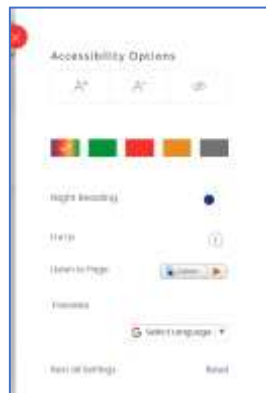 Accessibility Options
A+ A-
Night Reading
Help
Listen to Page
Listen
Translate
G Select Language ▼
Reset all Settings Reset